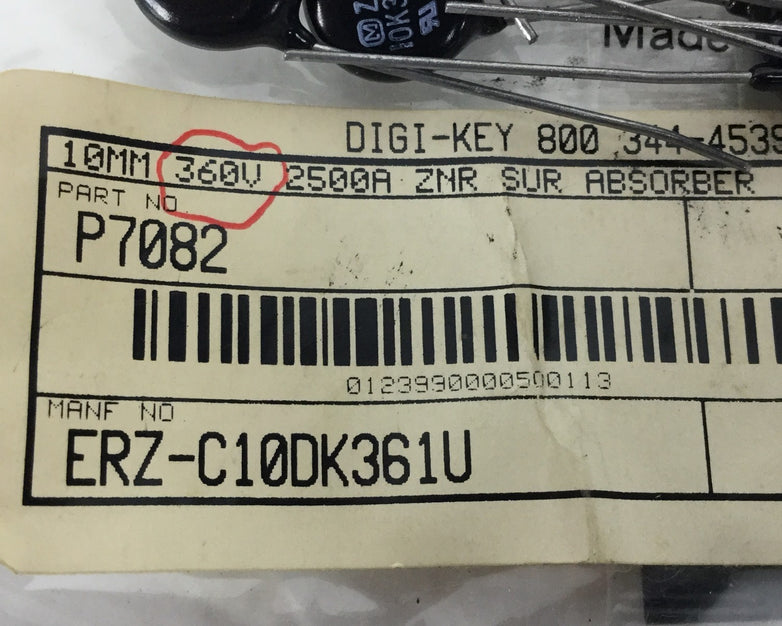 Made
DIGI-KEY 800 344-4539
10MM 360V 2500A ZNR SUR ABSORBER
PART NO
P7082
0123990000500113
MANF NO
ERZ-C10DK361U